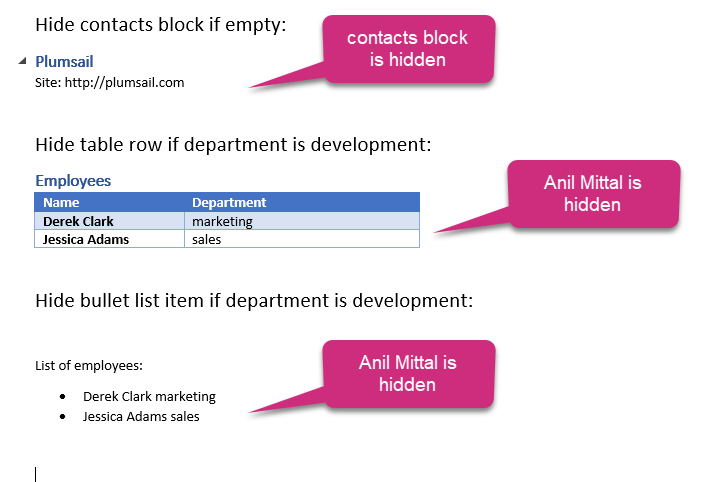 Hide contacts block if empty:
contacts block
is hidden
Plumsail
Site: http://plumsail.com
Hide table row if department is development:
Anil Mittal is
hidden
Employees
Name Department
Derek Clark marketing
Jessica Adams sales
Hide bullet list item if department is development:
Anil Mittal is
hidden
List of employees:
• Derek Clark marketing
• Jessica Adams sales